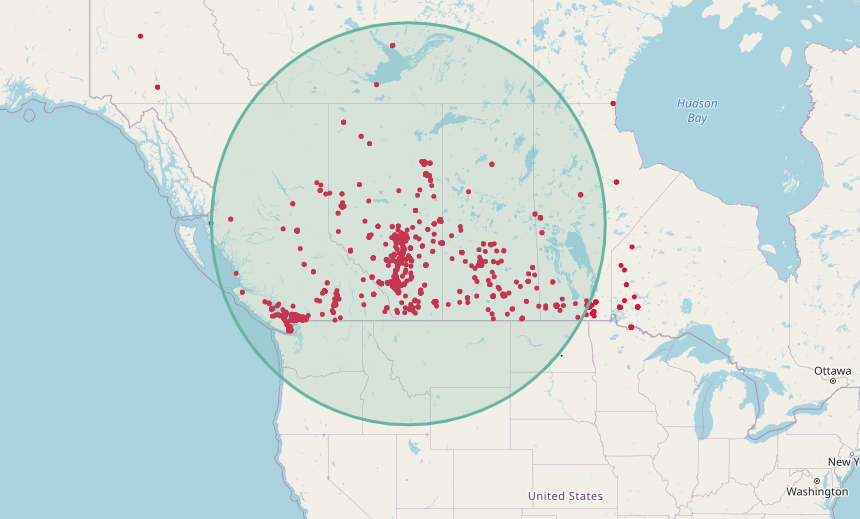 Hudson
Bay
Ottawa
New Y
Washington
United States